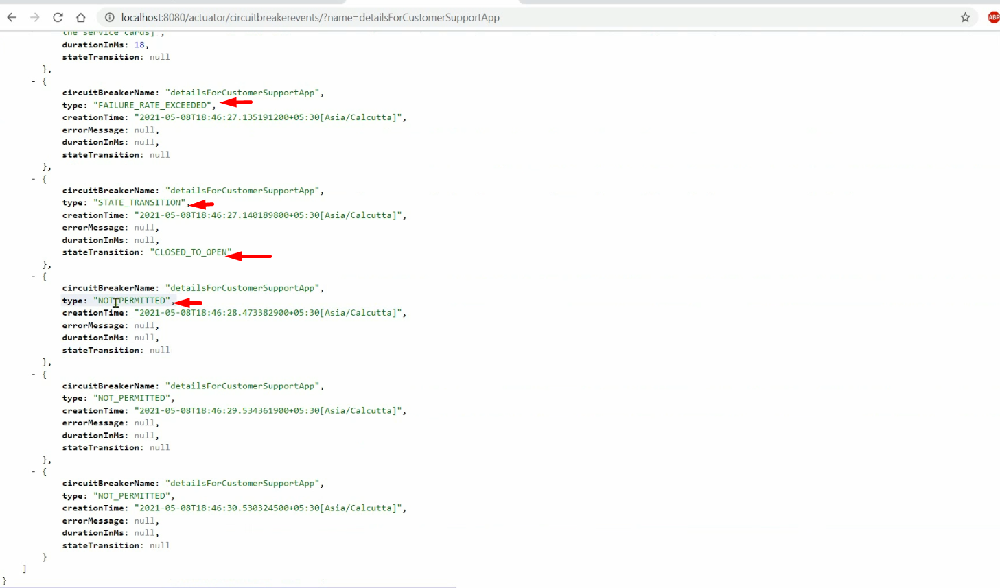 localhost:8080/actuator/circuitbreakerevents/?name=detailsForCustomerSupportApp
ABP
the service cards]",
durationInMs: 18,
stateTransition: null
},
- {
circuitBreakerName: "detailsForCustomerSupportApp",
type: "FAILURE_RATE_EXCEEDED",
creationTime: "2021-05-08T18:46:27.135191200+05:30[Asia/Calcutta]",
errorMessage: null,
durationInMs: null,
stateTransition: null
},
- {
circuitBreakerName: "detailsForCustomerSupportApp",
type: "STATE_TRANSITION",
creationTime: "2021-05-08T18:46:27.140189800+05:30[Asia/Calcutta]",
errorMessage: null,
durationInMs: null,
stateTransition: "CLOSED_TO_OPEN"
},
- {
circuitBreakerName: "detailsForCustomerSupportApp",
type: "NOT_PERMITTED",
creationTime: "2021-05-08T18:46:28.473382900+05:30[Asia/Calcutta]",
errorMessage: null,
durationInMs: null,
stateTransition: null
},
- {
circuitBreakerName: "detailsForCustomerSupportApp",
type: "NOT_PERMITTED",
creationTime: "2021-05-08T18:46:29.534361900+05:30[Asia/Calcutta]",
errorMessage: null,
durationInMs: null,
stateTransition: null
},
- {
circuitBreakerName: "detailsForCustomerSupportApp",
type: "NOT_PERMITTED",
creationTime: "2021-05-08T18:46:30.530324500+05:30[Asia/Calcutta]",
errorMessage: null,
durationInMs: null,
stateTransition: null
}
]
}